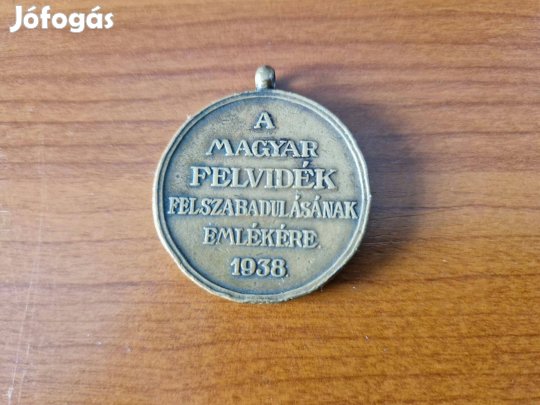 Jófogás
A
MAGYAR
FELVIDÉK
FELSZABADULÁSÁNAK
EMLÉKÉRE.
1938.